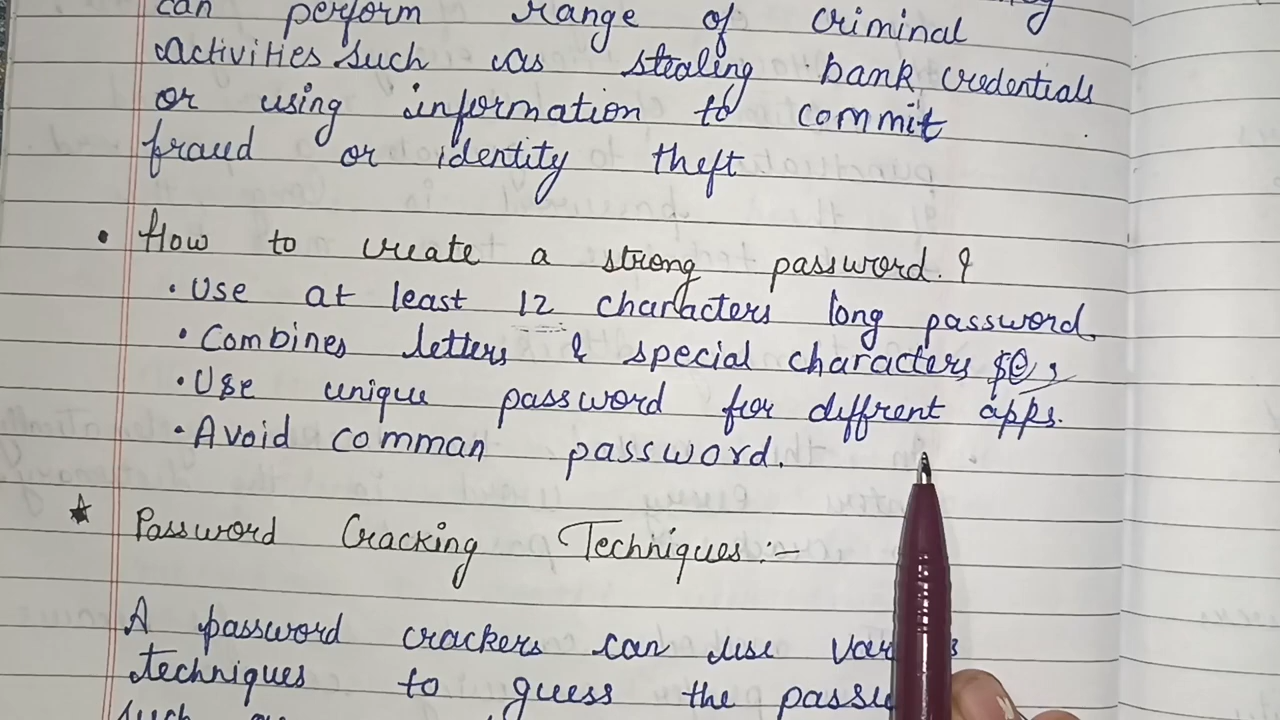 can perform range of criminal
activities such as stealing bank credentials
or using information to commit
fraud or identity theft
• How to create a strong password. ?
• Use at least 12 characters long password.
• Combines letters & special characters $@,
• Use unique password for diffrent apps.
• Avoid comman password.
★ Password Cracking Techniques :-
A password crackers can use
techniques to guess the
such